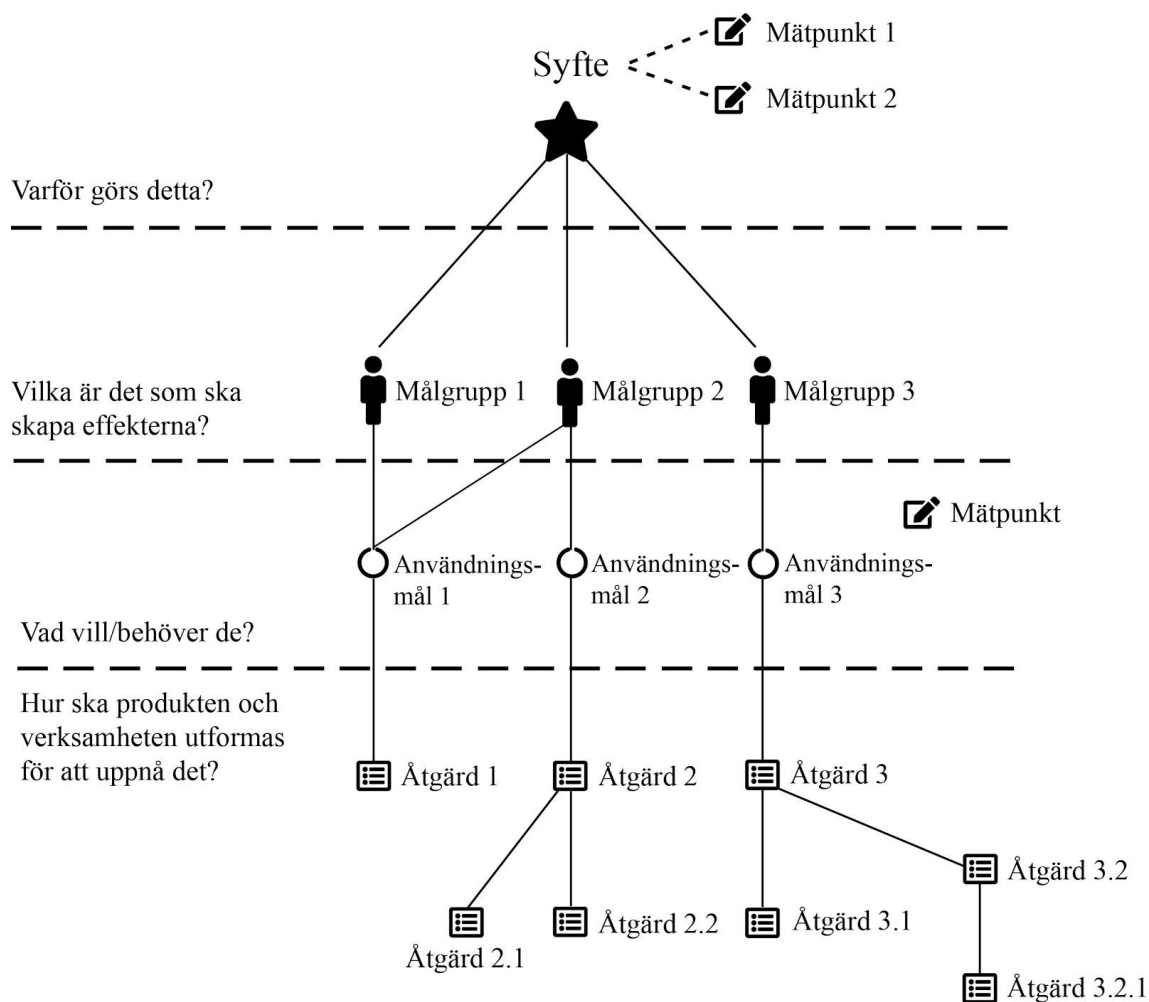 Mätpunkt 1
Syfte
Mätpunkt 2
Varför görs detta?
Vilka är det som ska
skapa effekterna?
Målgrupp 1
Målgrupp 2
Målgrupp 3
Mätpunkt
Användnings-
mål 1
Användnings-
mål 2
Användnings-
mål 3
Vad vill/behöver de?
Hur ska produkten och
verksamheten utformas
för att uppnå det?
Åtgärd 1
Åtgärd 2
Åtgärd 3
Åtgärd 3.2
Åtgärd 2.1
Åtgärd 2.2
Åtgärd 3.1
Åtgärd 3.2.1